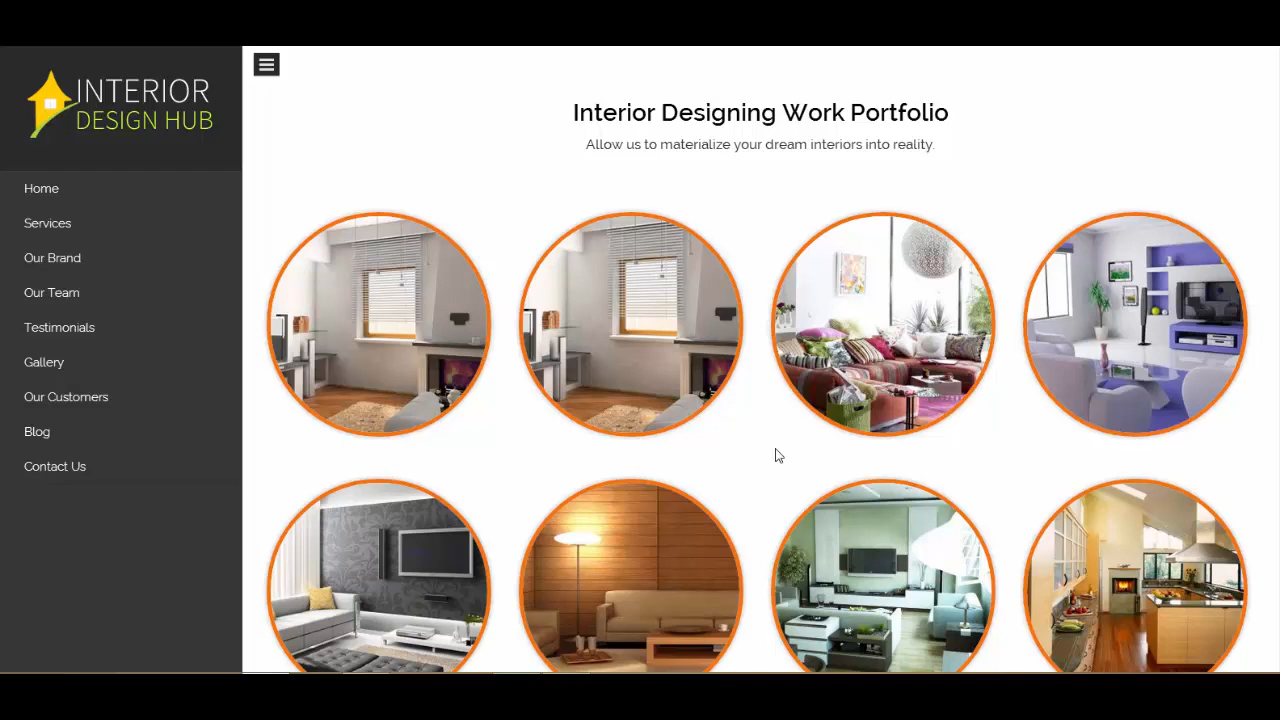 INTERIOR
DESIGN HUB
Home
Services
Our Brand
Our Team
Testimonials
Gallery
Our Customers
Blog
Contact Us
Interior Designing Work Portfolio
Allow us to materialize your dream interiors into reality.